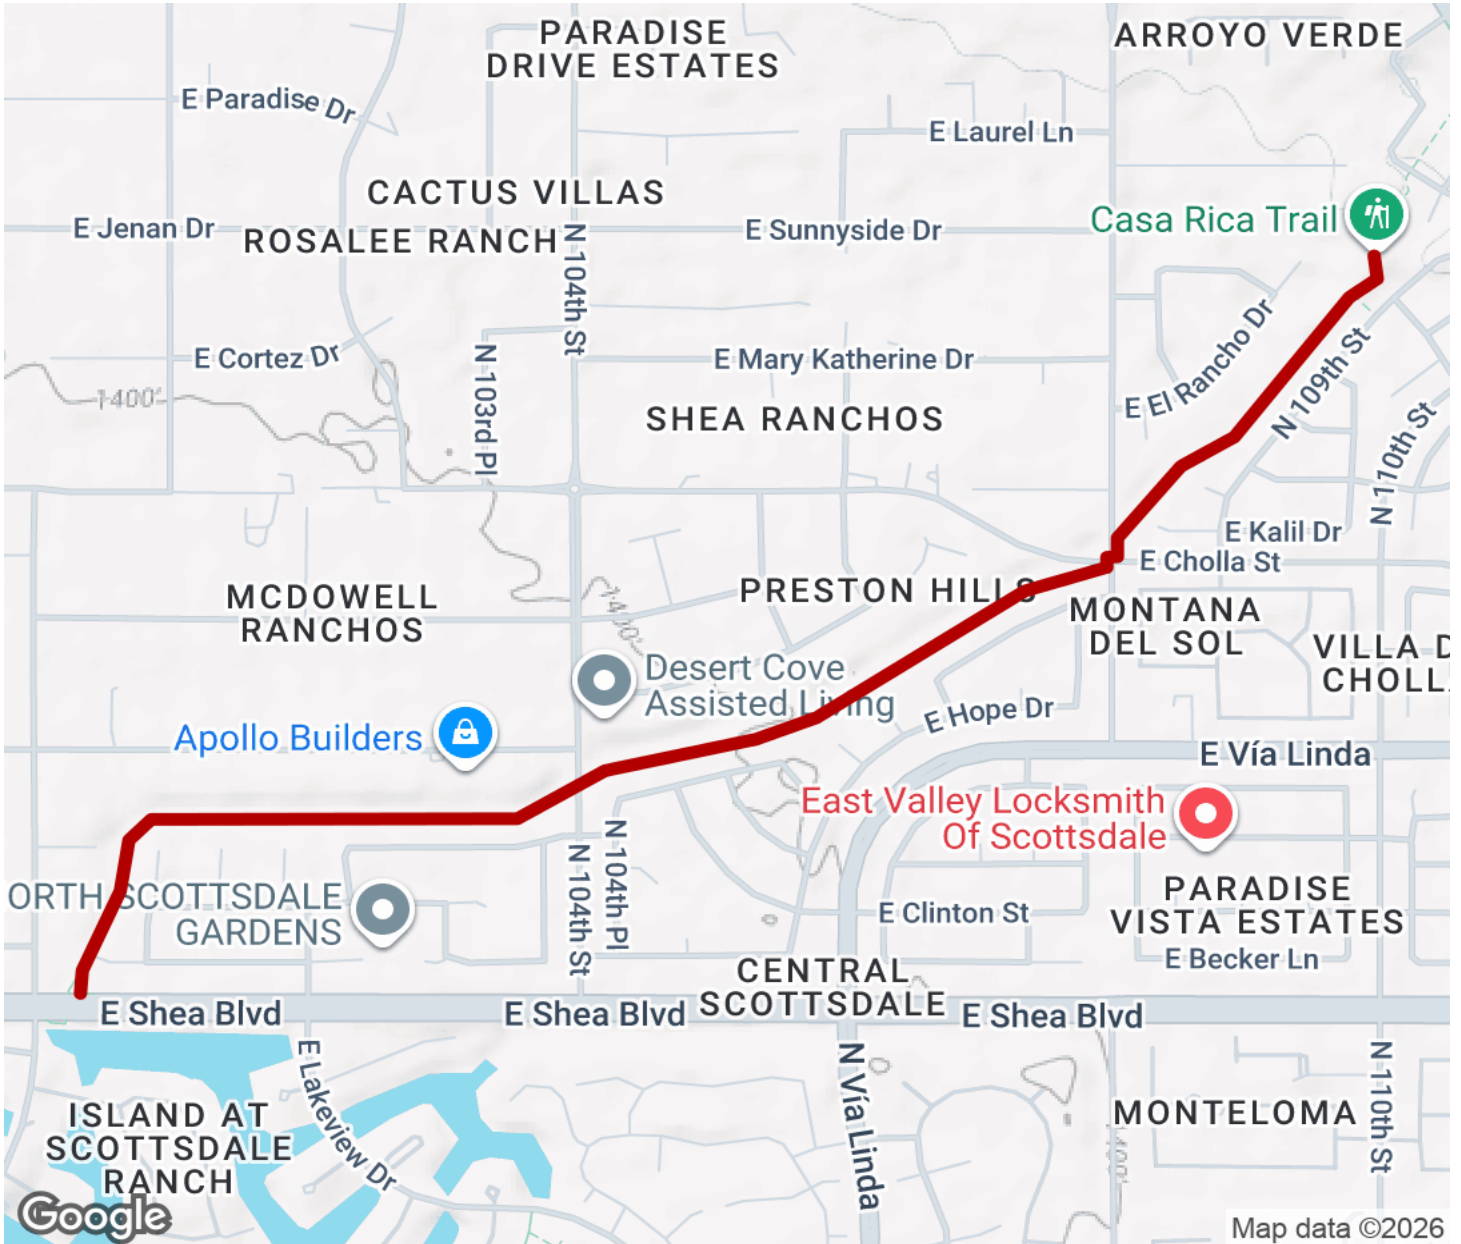 PARADISE
DRIVE ESTATES
ARROYO VERDE
E Paradise Dr
E Laurel Ln
CACTUS VILLAS
Casa Rica Trail
E Jenan Dr
ROSALEE RANCH
E Sunnyside Dr
N 104th St
E Cortez Dr
N 103rd Pl
E Mary Katherine Dr
E El Rancho Dr
N 109th St
1400'
SHEA RANCHOS
N 110th St
E Kalil Dr
E Cholla St
MCDOWELL
RANCHOS
1400'
PRESTON HILLS
MONTANA
DEL SOL
VILLA D
CHOLL
Desert Cove
Assisted Living
Apollo Builders
E Hope Dr
E Vía Linda
East Valley Locksmith
Of Scottsdale
N 104th St
N 104th Pl
ORTH SCOTTSDALE
GARDENS
E Clinton St
PARADISE
VISTA ESTATES
E Becker Ln
CENTRAL
SCOTTSDALE
E Shea Blvd
E Shea Blvd
E Shea Blvd
E Lakeview Dr
N Vía Linda
N 110th St
ISLAND AT
SCOTTSDALE
RANCH
MONTELOMA
1400'
Google
Map data ©2026